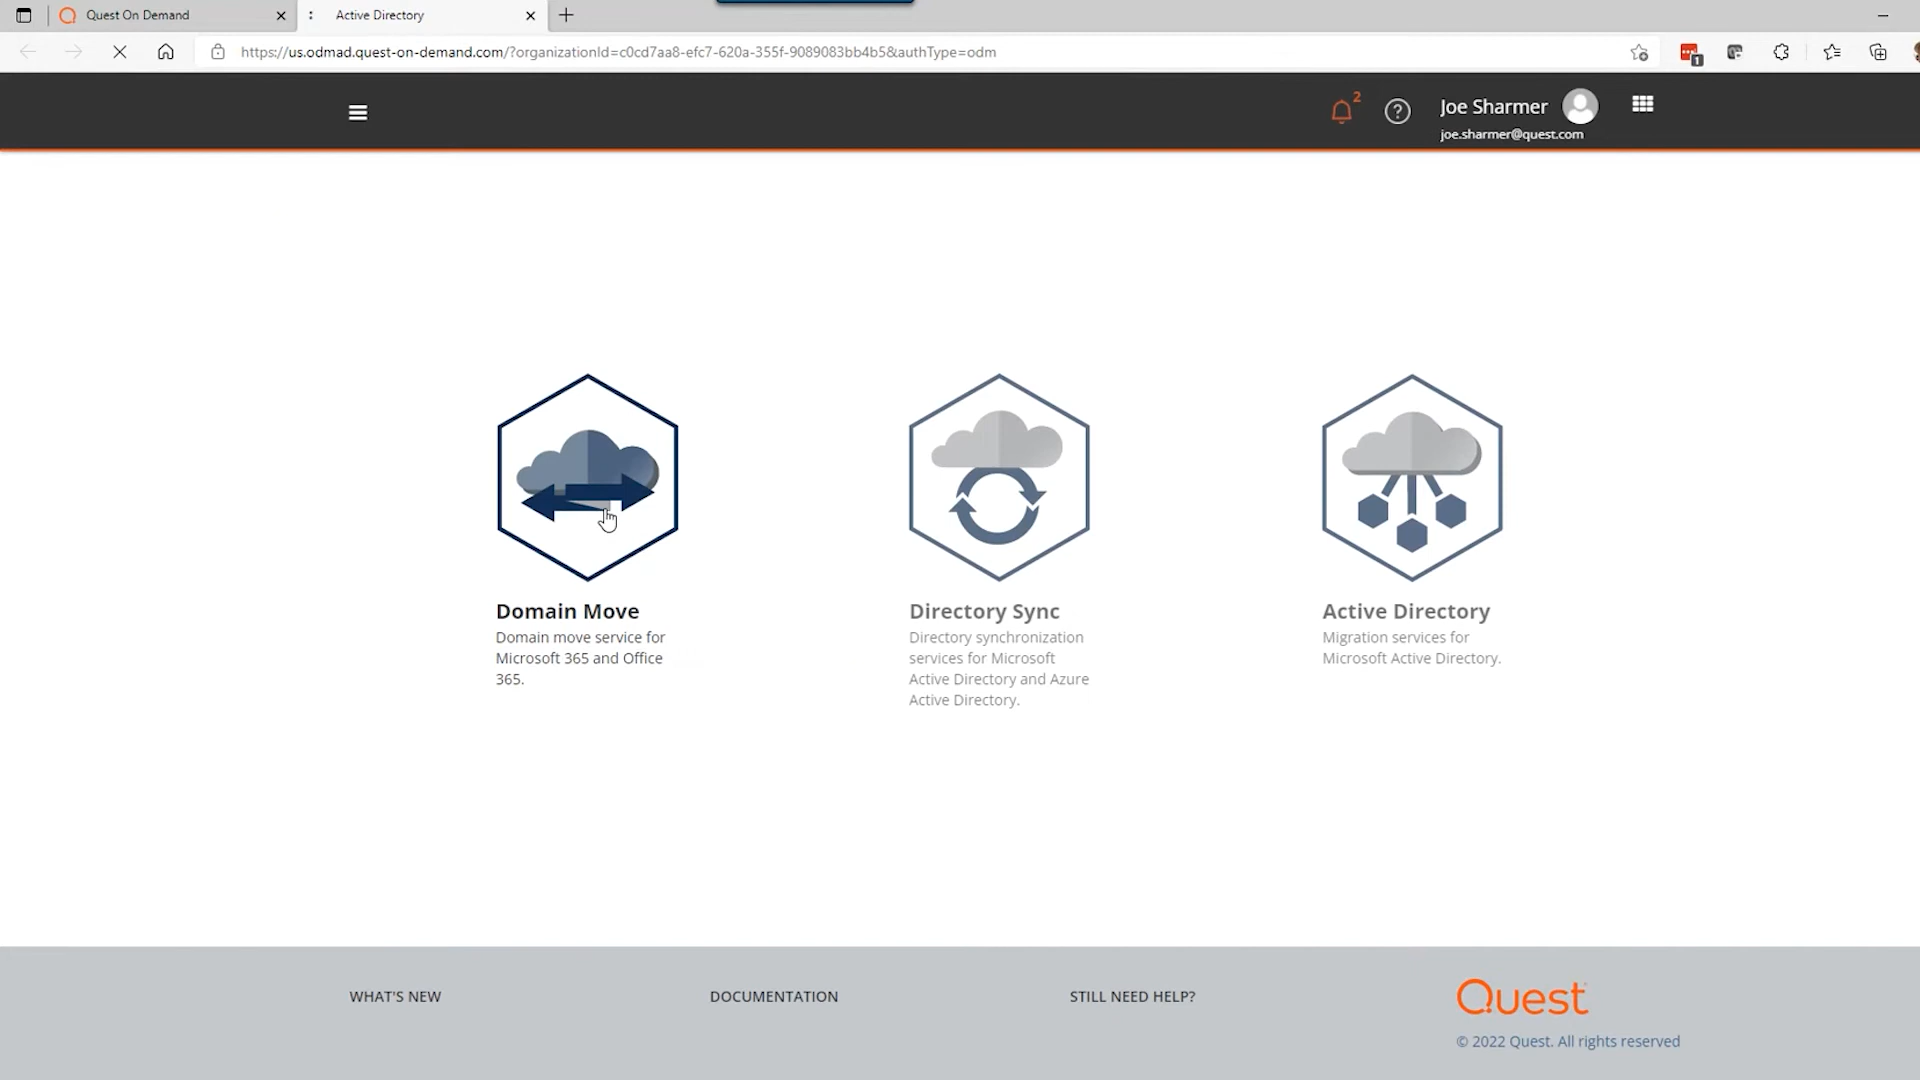 Quest On Demand
Active Directory
https://us.odmad.quest-on-demand.com/?organizationId=c0cd7aa8-efc7-620a-355f-9089083bb4b5&authType=odm
1
2
Joe Sharmer
joe.sharmer@quest.com
Domain Move
Domain move service for
Microsoft 365 and Office
365.
Directory Sync
Directory synchronization
services for Microsoft
Active Directory and Azure
Active Directory.
Active Directory
Migration services for
Microsoft Active Directory.
WHAT'S NEW
DOCUMENTATION
STILL NEED HELP?
Quest
© 2022 Quest. All rights reserved